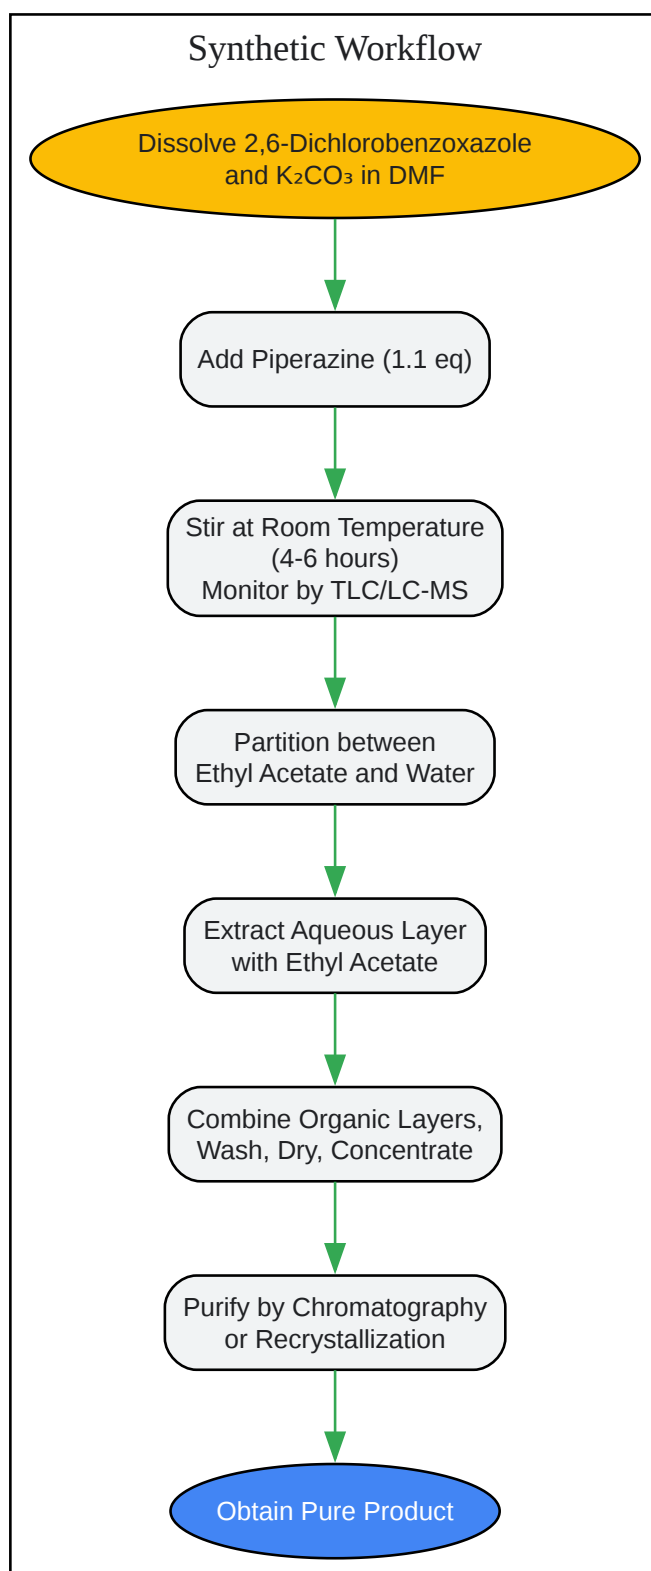 Synthetic Workflow
Dissolve 2,6-Dichlorobenzoxazole
and K₂CO₃ in DMF
Add Piperazine (1.1 eq)
Stir at Room Temperature
(4-6 hours)
Monitor by TLC/LC-MS
Partition between
Ethyl Acetate and Water
Extract Aqueous Layer
with Ethyl Acetate
Combine Organic Layers,
Wash, Dry, Concentrate
Purify by Chromatography
or Recrystallization
Obtain Pure Product